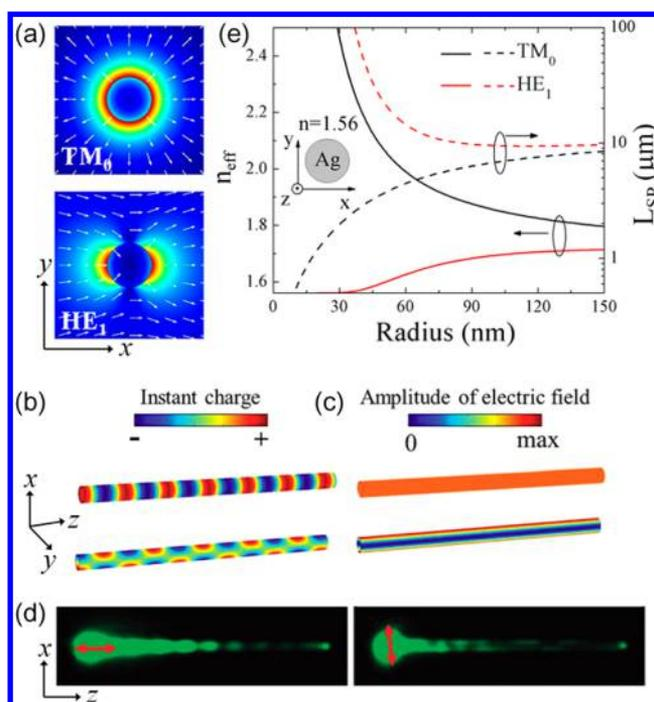 (a)
TM0
y
HE1
x
(e)
2.4
2.2
2.0
1.8
1.6
neff
0 30 60 90 120 150
Radius (nm)
100
10
1
LSP (μm)
TM0
HE1
n=1.56
y
Ag
z
x
(b)
Instant charge
- +
(c)
Amplitude of electric field
0 max
x
z
y
(d)
x
z